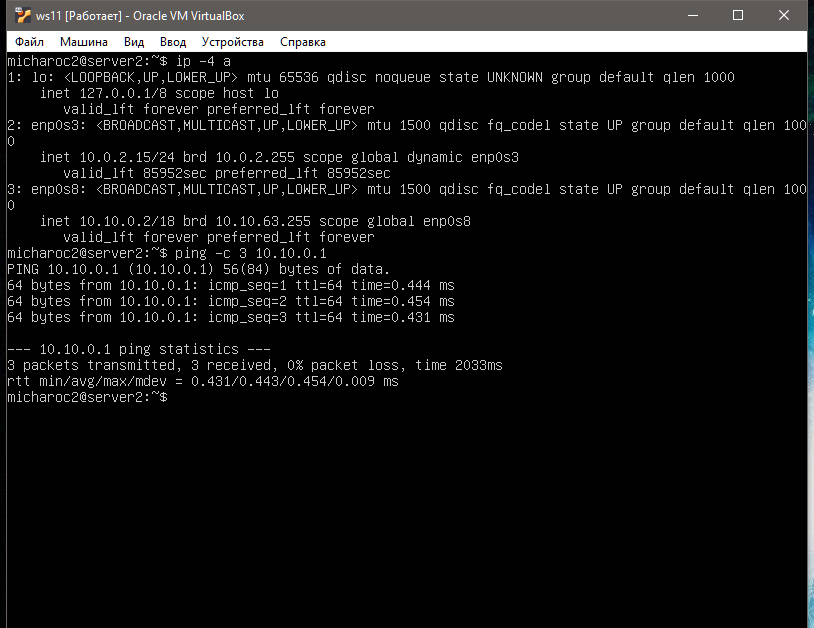 ws11 [Работает] - Oracle VM VirtualBox
Файл Машина Вид Ввод Устройства Справка
micharoc2@server2:~$ ip -4 a
1: lo: <LOOPBACK,UP,LOWER_UP> mtu 65536 qdisc noqueue state UNKNOWN group default qlen 1000
    inet 127.0.0.1/8 scope host lo
       valid_lft forever preferred_lft forever
2: enp0s3: <BROADCAST,MULTICAST,UP,LOWER_UP> mtu 1500 qdisc fq_codel state UP group default qlen 100
0
    inet 10.0.2.15/24 brd 10.0.2.255 scope global dynamic enp0s3
       valid_lft 85952sec preferred_lft 85952sec
3: enp0s8: <BROADCAST,MULTICAST,UP,LOWER_UP> mtu 1500 qdisc fq_codel state UP group default qlen 100
0
    inet 10.10.0.2/18 brd 10.10.63.255 scope global enp0s8
       valid_lft forever preferred_lft forever
micharoc2@server2:~$ ping -c 3 10.10.0.1
PING 10.10.0.1 (10.10.0.1) 56(84) bytes of data.
64 bytes from 10.10.0.1: icmp_seq=1 ttl=64 time=0.444 ms
64 bytes from 10.10.0.1: icmp_seq=2 ttl=64 time=0.454 ms
64 bytes from 10.10.0.1: icmp_seq=3 ttl=64 time=0.431 ms

--- 10.10.0.1 ping statistics ---
3 packets transmitted, 3 received, 0% packet loss, time 2033ms
rtt min/avg/max/mdev = 0.431/0.443/0.454/0.009 ms
micharoc2@server2:~$